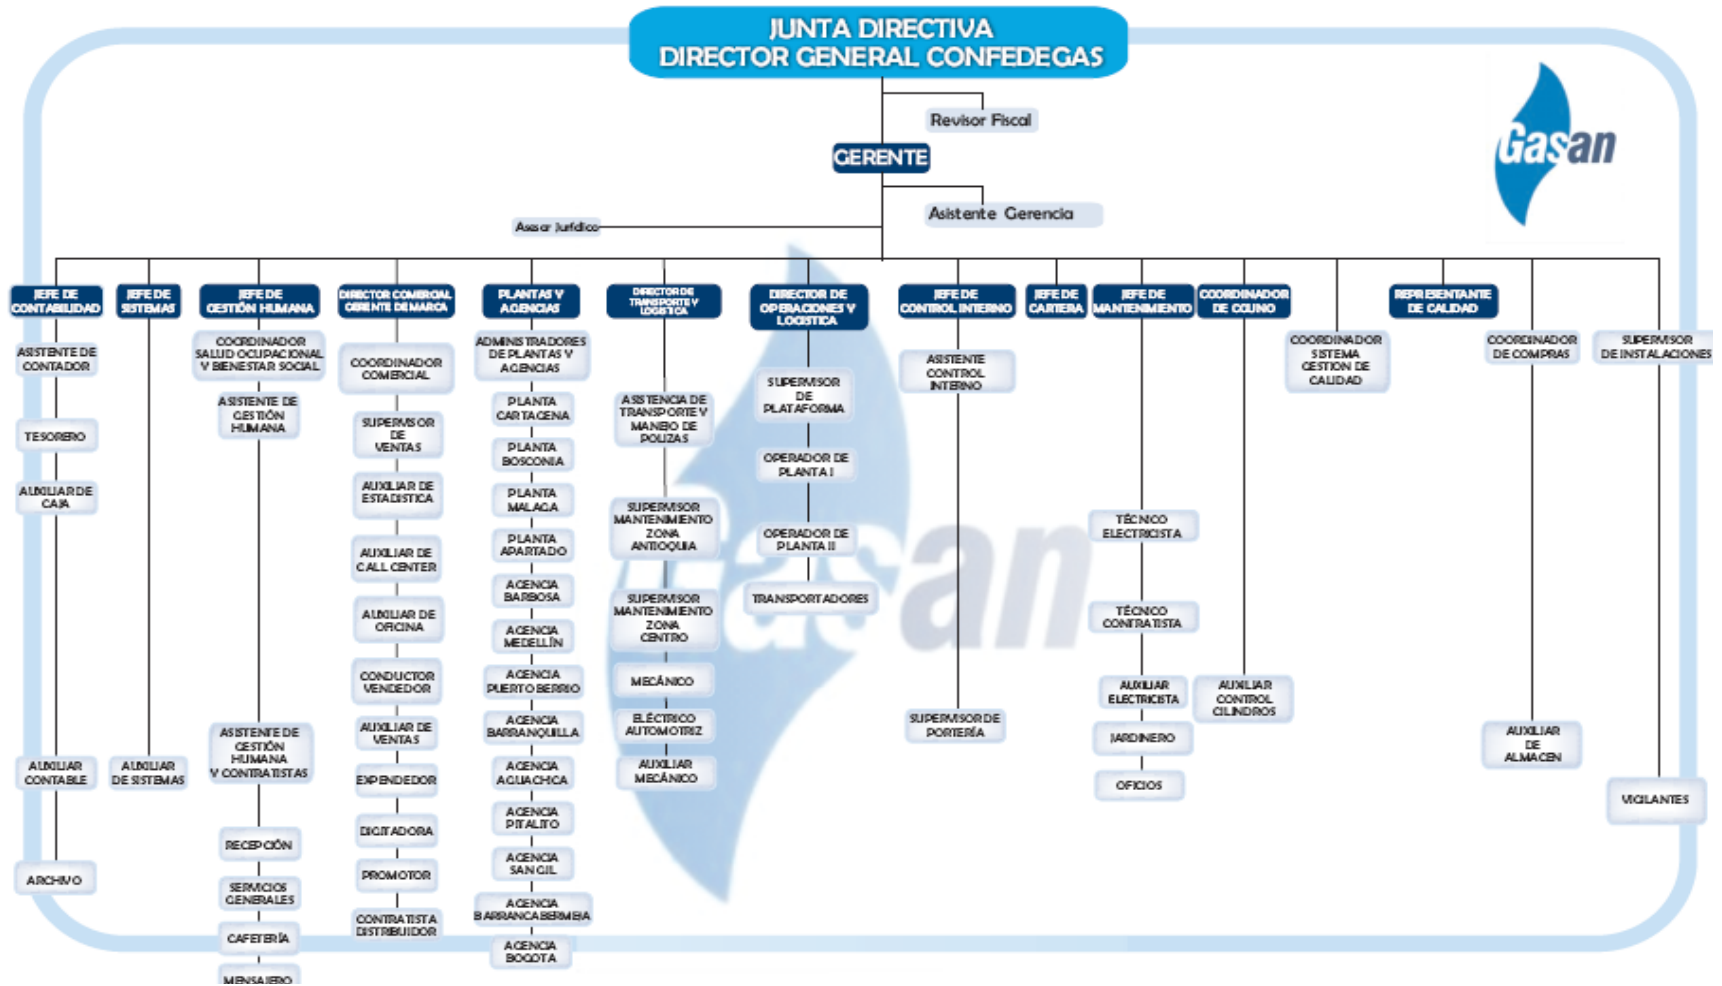 JUNTA DIRECTIVA
DIRECTOR GENERAL CONFEDEGAS
Revisor Fiscal
GERENTE
Asistente Gerencia
Asesor Jurídico
Gasan
JEFE DE
CONTABILIDAD
ASISTENTE DE
CONTADOR
TESORERO
AUXILIAR DE
CAJA
AUXILIAR
CONTABLE
ARCHIVO
JEFE DE
SISTEMAS
AUXILIAR
DE SISTEMAS
JEFE DE
GESTIÓN HUMANA
COORDINADOR
SALUD OCUPACIONAL
Y BIENESTAR SOCIAL
ASISTENTE DE
GESTIÓN
HUMANA
ASISTENTE DE
GESTIÓN
HUMANA
Y CONTRATISTAS
RECEPCIÓN
SERVICIOS
GENERALES
CAFETERÍA
MENSAJERO
DIRECTOR COMERCIAL
GERENTE DE MARCA
COORDINADOR
COMERCIAL
SUPERVISOR
DE
VENTAS
AUXILIAR DE
ESTADISTICA
AUXILIAR DE
CALL CENTER
AUXILIAR DE
OFICINA
CONDUCTOR
VENDEDOR
AUXILIAR DE
VENTAS
EXPENDEDOR
DIGITADORA
PROMOTOR
CONTRATISTA
DISTRIBUIDOR
PLANTAS Y
AGENCIAS
ADMINISTRADORES
DE PLANTAS Y
AGENCIAS
PLANTA
CARTAGENA
PLANTA
BOSCONIA
PLANTA
MALAGA
PLANTA
APARTADO
AGENCIA
BARBOSA
AGENCIA
MEDELLÍN
AGENCIA
PUERTO BERRIO
AGENCIA
BARRANQUILLA
AGENCIA
AGUACHICA
AGENCIA
PITALITO
AGENCIA
SAN GIL
AGENCIA
BARRANCABERMEJA
AGENCIA
BOGOTA
DIRECTOR DE
TRANSPORTE Y
LOGISTICA
ASISTENCIA DE
TRANSPORTE Y
MANEJO DE
POLIZAS
SUPERVISOR
MANTENIMIENTO
ZONA
ANTIOQUIA
SUPERVISOR
MANTENIMIENTO
ZONA
CENTRO
MECÁNICO
ELÉCTRICO
AUTOMOTRIZ
AUXILIAR
MECÁNICO
DIRECTOR DE
OPERACIONES Y
LOGISTICA
SUPERVISOR
DE
PLATAFORMA
OPERADOR DE
PLANTA I
OPERADOR DE
PLANTA II
TRANSPORTADORES
JEFE DE
CONTROL INTERNO
ASISTENTE
CONTROL
INTERNO
SUPERVISOR DE
PORTERÍA
JEFE DE
CARTERA
JEFE DE
MANTENIMIENTO
TÉCNICO
ELECTRICISTA
TÉCNICO
CONTRATISTA
AUXILIAR
ELECTRICISTA
JARDINERO
OFICIOS
COORDINADOR
DE COUNO
AUXILIAR
CONTROL
CILINDROS
COORDINADOR
SISTEMA
GESTION DE
CALIDAD
REPRESENTANTE
DE CALIDAD
COORDINADOR
DE COMPRAS
AUXILIAR
DE
ALMACEN
SUPERVISOR
DE INSTALACIONES
VIGILANTES
Gasan